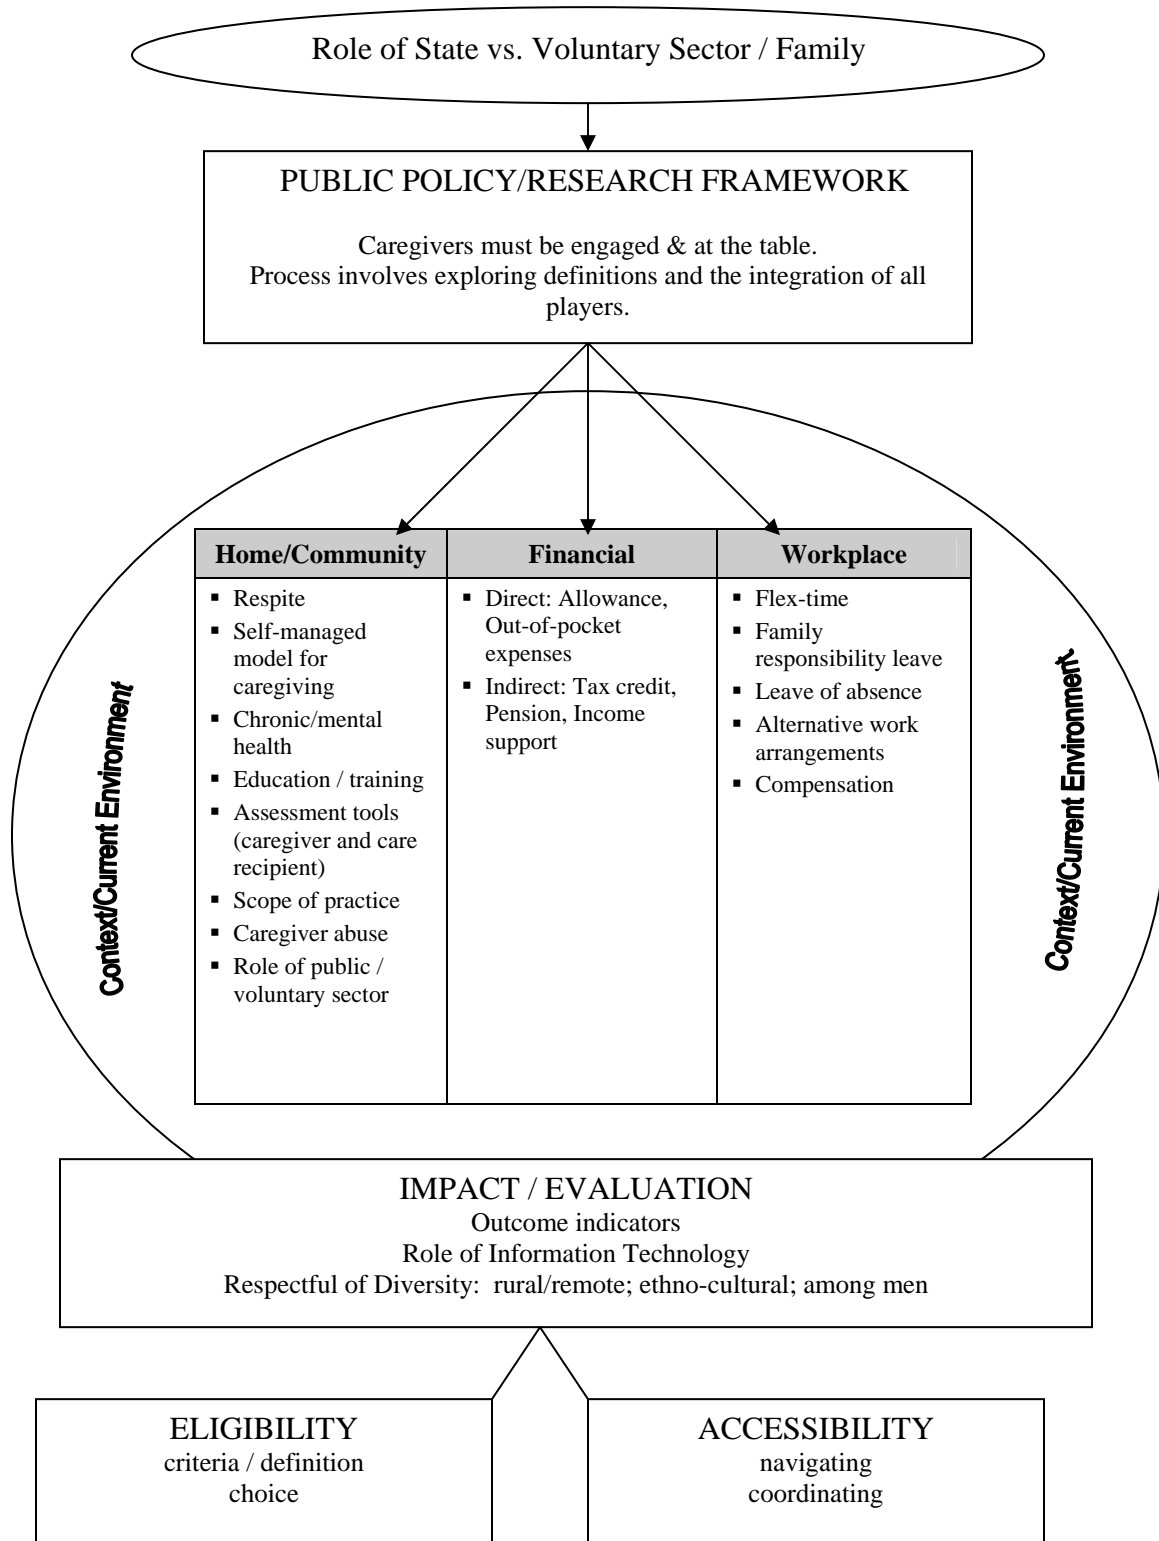 Role of State vs. Voluntary Sector / Family
PUBLIC POLICY/RESEARCH FRAMEWORK
Caregivers must be engaged & at the table.
Process involves exploring definitions and the integration of all
players.
Context/Current Environment
Home/Community
▪ Respite
▪ Self-managed
model for
caregiving
▪ Chronic/mental
health
▪ Education / training
▪ Assessment tools
(caregiver and care
recipient)
▪ Scope of practice
▪ Caregiver abuse
▪ Role of public /
voluntary sector
Financial
▪ Direct: Allowance,
Out-of-pocket
expenses
▪ Indirect: Tax credit,
Pension, Income
support
Workplace
▪ Flex-time
▪ Family
responsibility leave
▪ Leave of absence
▪ Alternative work
arrangements
▪ Compensation
Context/Current Environment
IMPACT / EVALUATION
Outcome indicators
Role of Information Technology
Respectful of Diversity:  rural/remote; ethno-cultural; among men
ELIGIBILITY
criteria / definition
choice
ACCESSIBILITY
navigating
coordinating